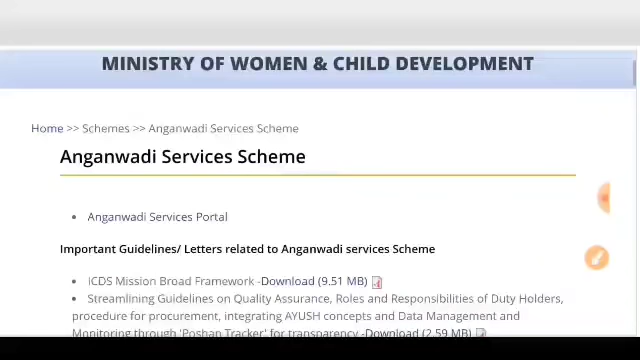 MINISTRY OF WOMEN & CHILD DEVELOPMENT
Home >> Schemes >> Anganwadi Services Scheme
Anganwadi Services Scheme
• Anganwadi Services Portal
Important Guidelines/ Letters related to Anganwadi services Scheme
• ICDS Mission Broad Framework -Download (9.51 MB)
• Streamlining Guidelines on Quality Assurance, Roles and Responsibilities of Duty Holders,
procedure for procurement, integrating AYUSH concepts and Data Management and
Monitoring through 'Poshan Tracker' for transparency -Download (2.59 MB)